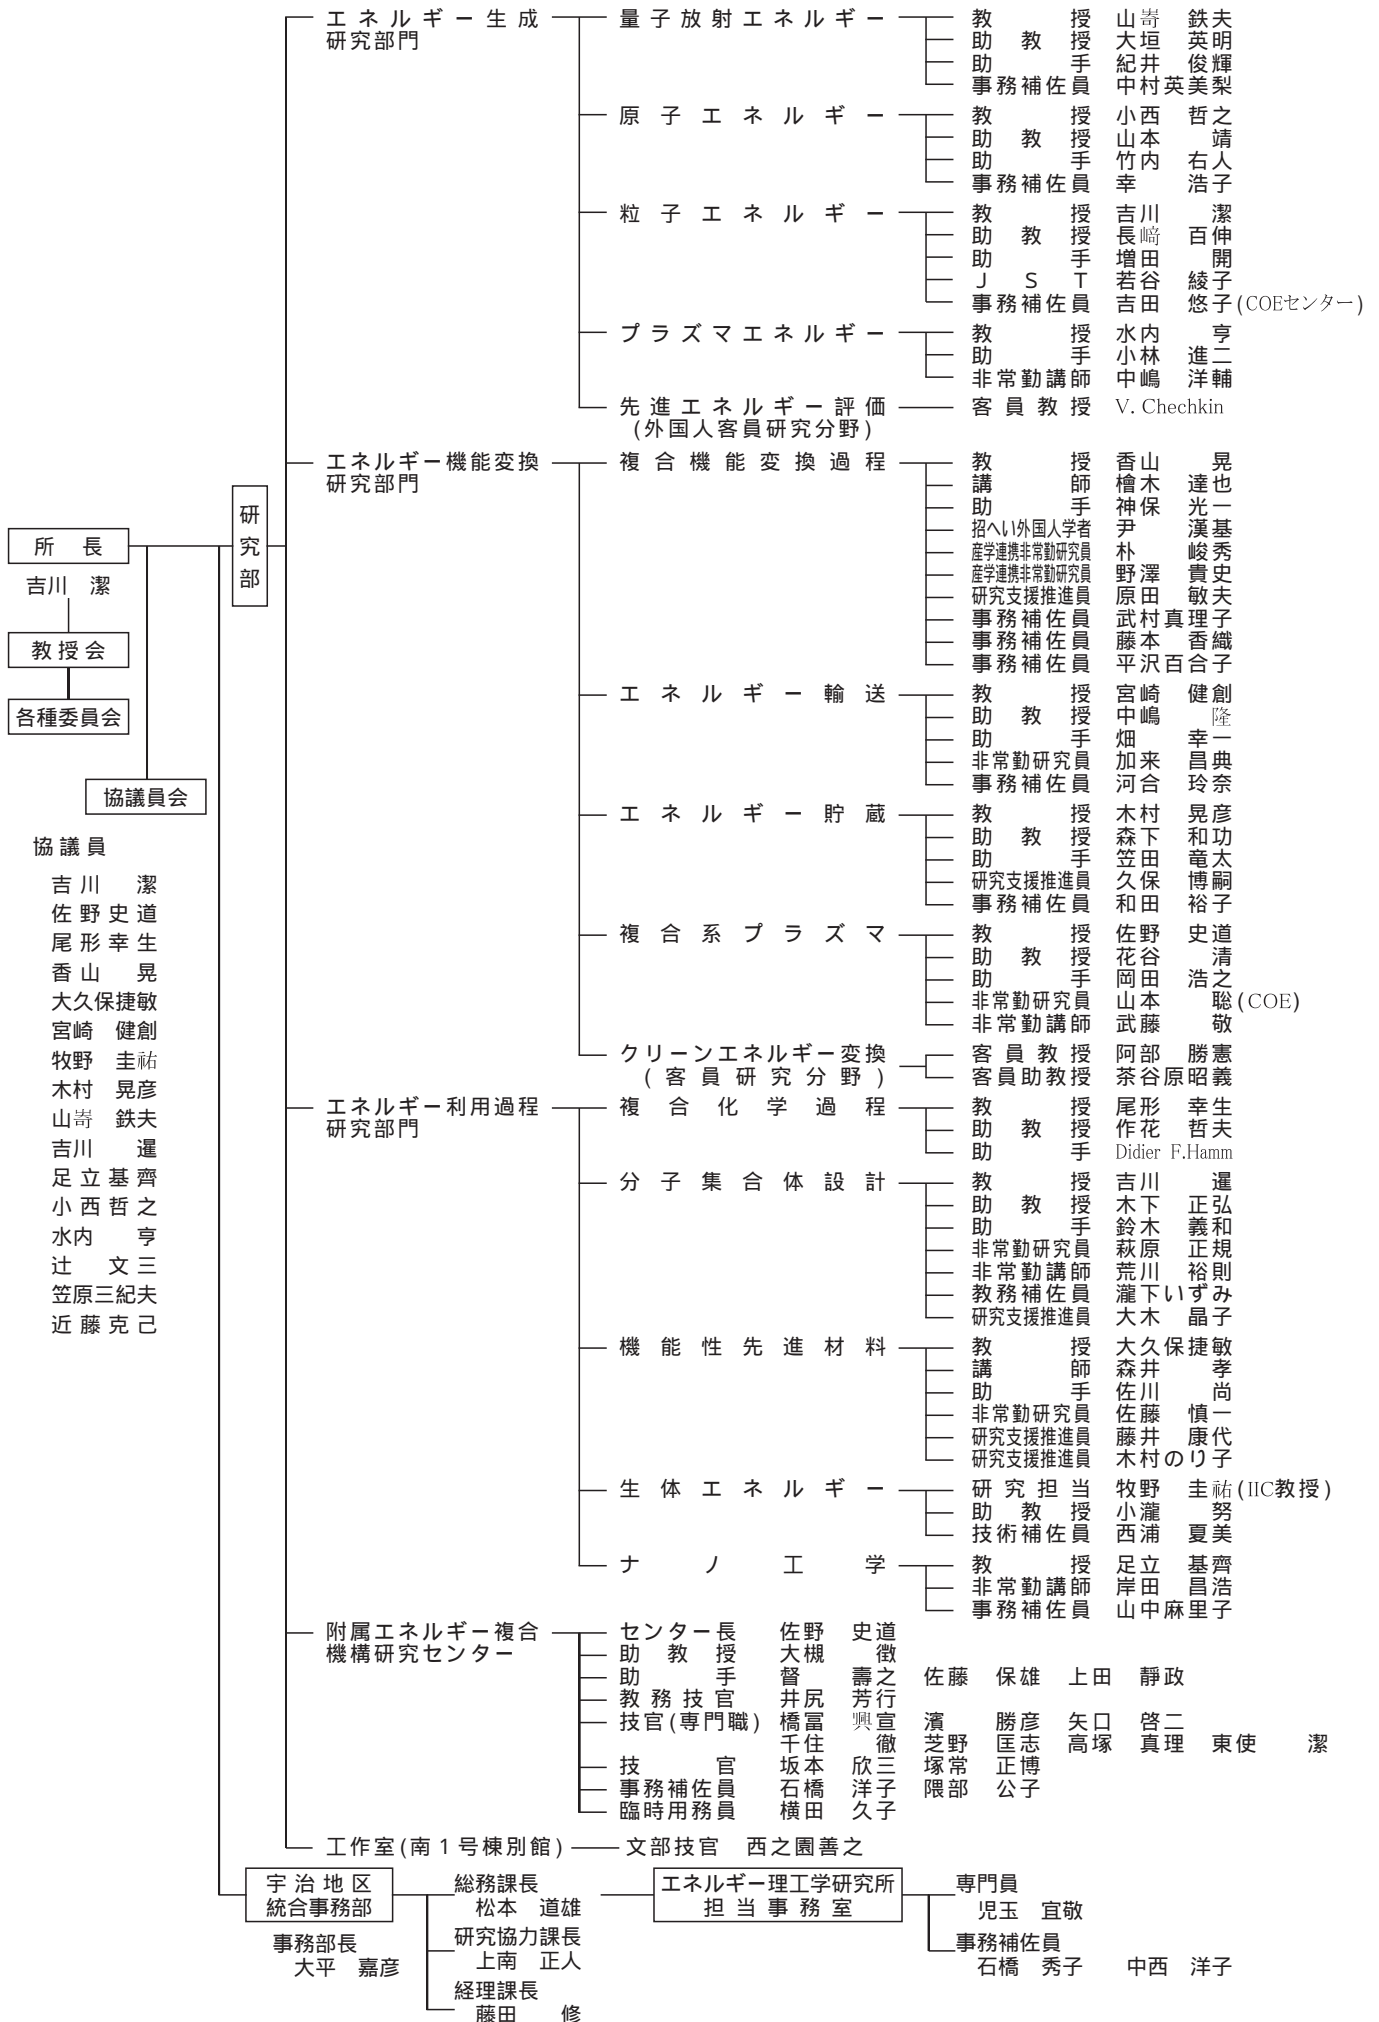 所長
吉川 潔
教授会
各種委員会
協議員会
協議員
吉川 潔
佐野史道
尾形幸生
香山 晃
大久保捷敏
宮崎 健創
牧野 圭祐
木村 晃彦
山嵜 鉄夫
吉川 暹
足立基齊
小西哲之
水内 亨
辻 文三
笠原三紀夫
近藤克己
研究部
エネルギー生成
研究部門
量子放射エネルギー
教授 山嵜 鉄夫
助教授 大垣 英明
助手 紀井 俊輝
事務補佐員 中村英美梨
原子エネルギー
教授 小西 哲之
助教授 山本 靖
助手 竹内 右人
事務補佐員 幸 浩子
粒子エネルギー
教授 吉川 潔
助教授 長﨑 百伸
助手 増田 開
JST 若谷 綾子
事務補佐員 吉田 悠子(COEセンター)
プラズマエネルギー
教授 水内 亨
助手 小林 進二
非常勤講師 中嶋 洋輔
先進エネルギー評価
(外国人客員研究分野)
客員教授 V. Chechkin
エネルギー機能変換
研究部門
複合機能変換過程
教授 香山 晃
講師 檜木 達也
助手 神保 光一
招へい外国人学者 尹 漢基
産学連携非常勤研究員 朴 峻秀
産学連携非常勤研究員 野澤 貴史
研究支援推進員 原田 敏夫
事務補佐員 武村真理子
事務補佐員 藤本 香織
事務補佐員 平沢百合子
エネルギー輸送
教授 宮崎 健創
助教授 中嶋 隆
助手 畑 幸一
非常勤研究員 加来 昌典
事務補佐員 河合 玲奈
エネルギー貯蔵
教授 木村 晃彦
助教授 森下 和功
助手 笠田 竜太
研究支援推進員 久保 博嗣
事務補佐員 和田 裕子
複合系プラズマ
教授 佐野 史道
助教授 花谷 清
助手 岡田 浩之
非常勤研究員 山本 聡(COE)
非常勤講師 武藤 敬
クリーンエネルギー変換
(客員研究分野)
客員教授 阿部 勝憲
客員助教授 茶谷原昭義
エネルギー利用過程
研究部門
複合化学過程
教授 尾形 幸生
助教授 作花 哲夫
助手 Didier F.Hamm
分子集合体設計
教授 吉川 暹
助教授 木下 正弘
助手 鈴木 義和
非常勤研究員 萩原 正規
非常勤講師 荒川 裕則
教務補佐員 瀧下いずみ
研究支援推進員 大木 晶子
機能性先進材料
教授 大久保捷敏
講師 森井 孝
助手 佐川 尚
非常勤研究員 佐藤 慎一
研究支援推進員 藤井 康代
研究支援推進員 木村のり子
生体エネルギー
研究担当 牧野 圭祐(IIC教授)
助教授 小瀧 努
技術補佐員 西浦 夏美
ナノ工学
教授 足立 基齊
非常勤講師 岸田 昌浩
事務補佐員 山中麻里子
附属エネルギー複合
機構研究センター
センター長 佐野 史道
助教授 大槻 徴
助手 督 壽之 佐藤 保雄 上田 靜政
教務技官 井尻 芳行
技官(専門職) 橋冨 興宣 濱 勝彦 矢口 啓二
千住 徹 芝野 匡志 高塚 真理 東使 潔
技官 坂本 欣三 塚常 正博
事務補佐員 石橋 洋子 隈部 公子
臨時用務員 横田 久子
工作室(南1号棟別館) 文部技官 西之園善之
宇治地区
統合事務部
事務部長
大平 嘉彦
総務課長
松本 道雄
研究協力課長
上南 正人
経理課長
藤田 修
エネルギー理工学研究所
担当事務室
専門員
児玉 宜敬
事務補佐員
石橋 秀子 中西 洋子